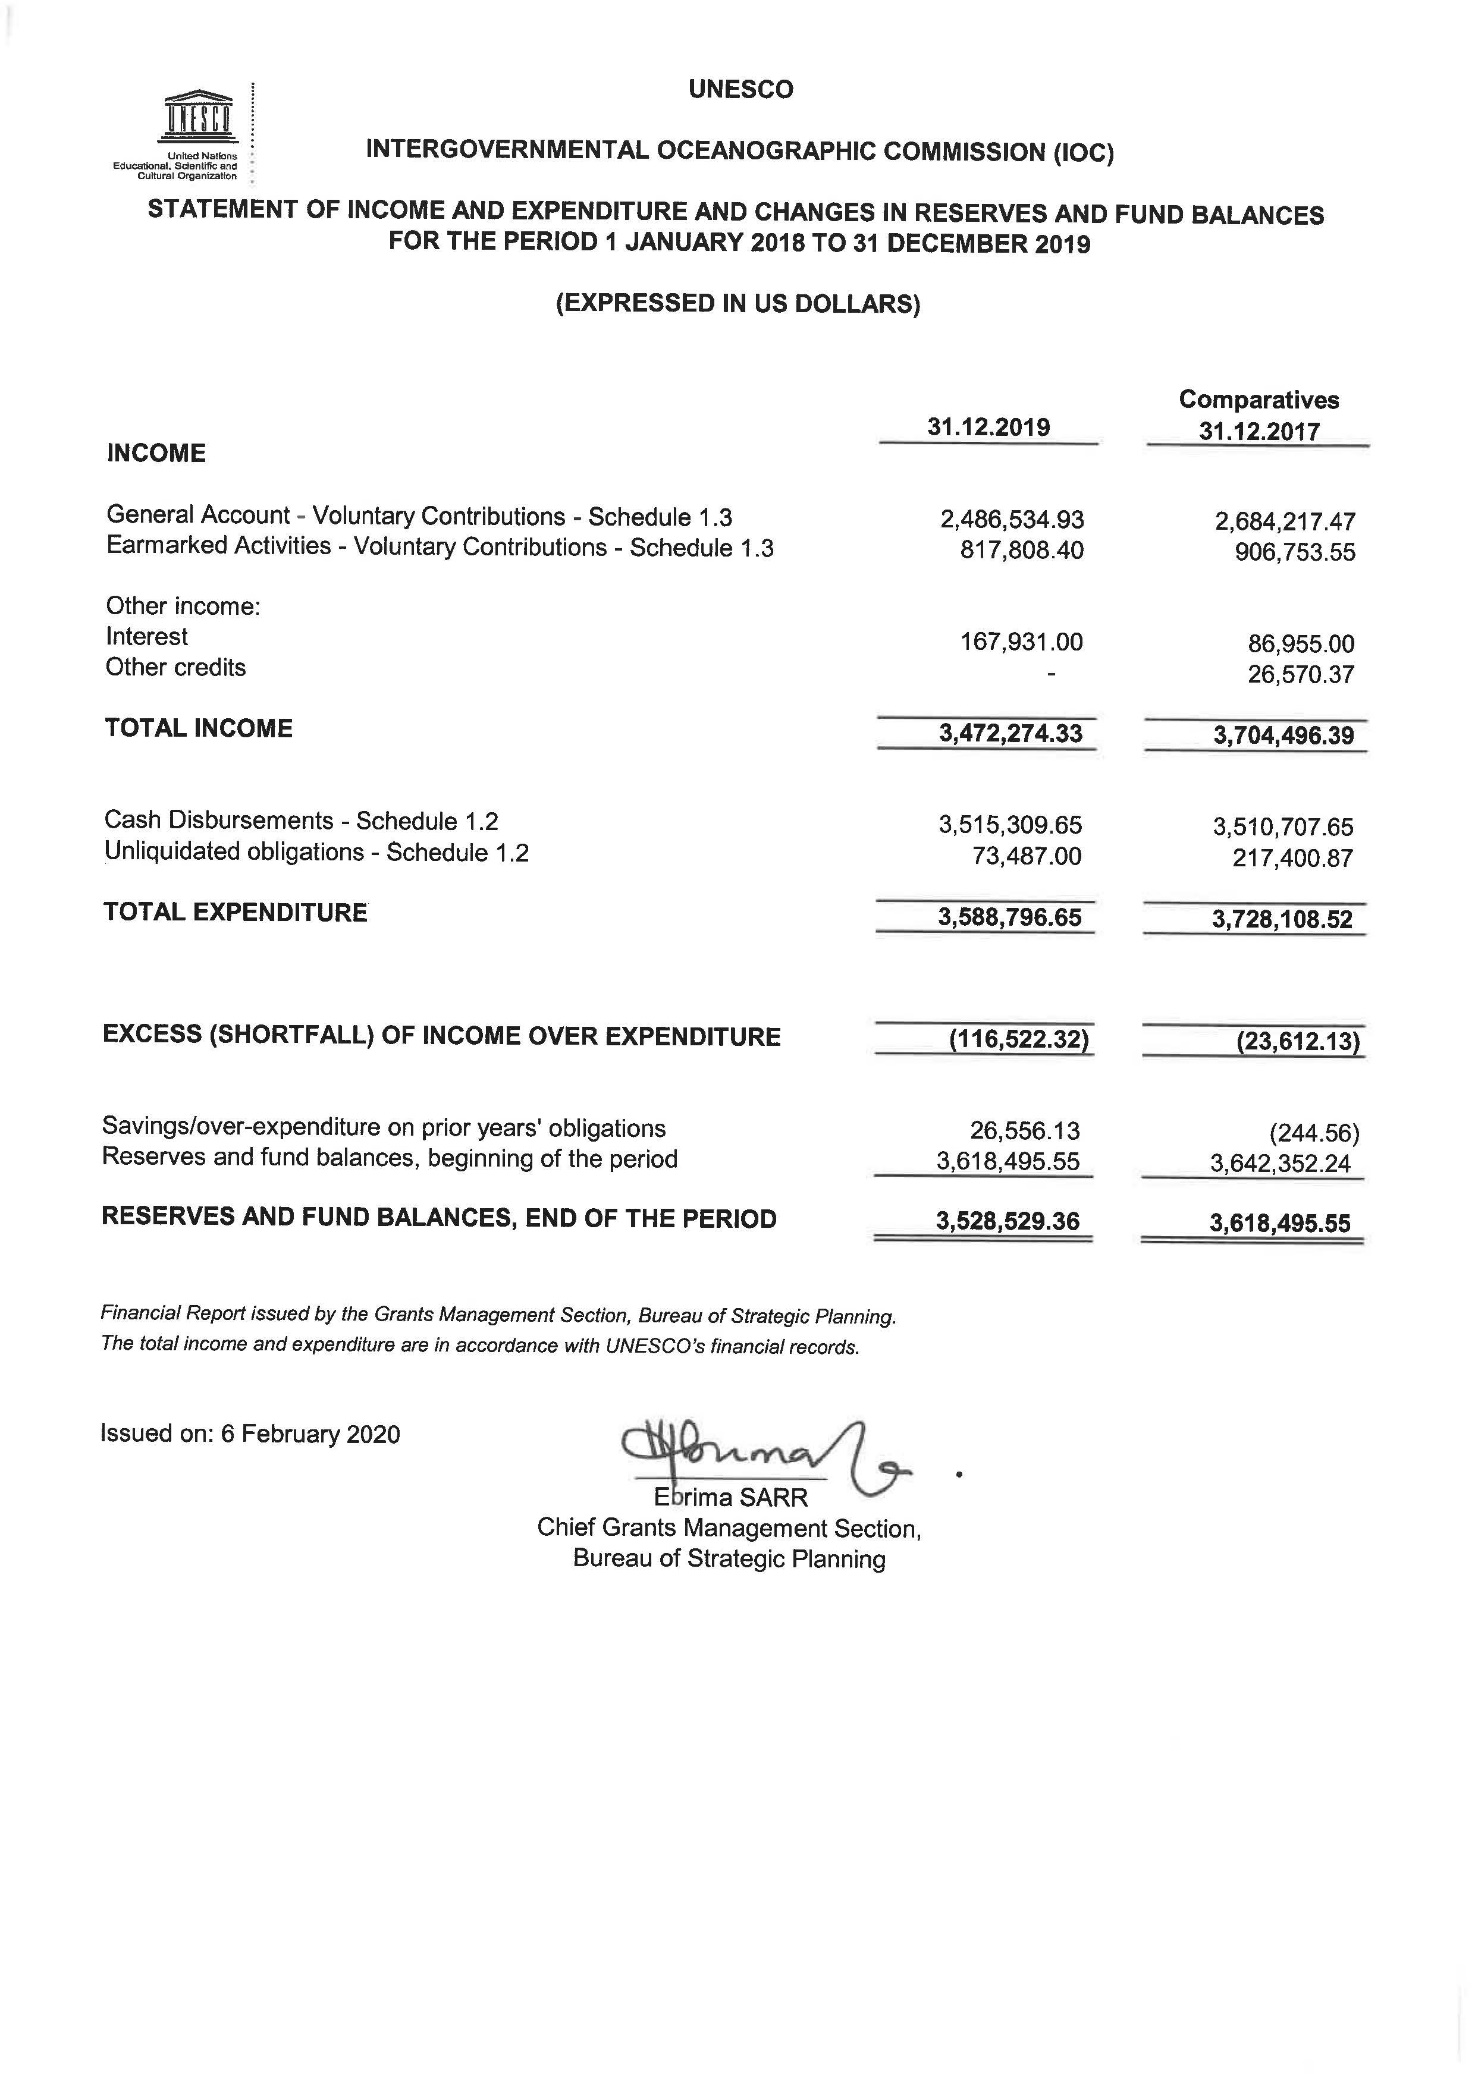 UNESCO
United Nations
Educational, Scientific and
Cultural Organization
UNESCO
INTERGOVERNMENTAL OCEANOGRAPHIC COMMISSION (IOC)
STATEMENT OF INCOME AND EXPENDITURE AND CHANGES IN RESERVES AND FUND BALANCES
FOR THE PERIOD 1 JANUARY 2018 TO 31 DECEMBER 2019
(EXPRESSED IN US DOLLARS)
Comparatives
31.12.2019 31.12.2017
INCOME
General Account - Voluntary Contributions - Schedule 1.3 2,486,534.93 2,684,217.47
Earmarked Activities - Voluntary Contributions - Schedule 1.3 817,808.40 906,753.55
Other income:
Interest 167,931.00 86,955.00
Other credits - 26,570.37
TOTAL INCOME 3,472,274.33 3,704,496.39
Cash Disbursements - Schedule 1.2 3,515,309.65 3,510,707.65
Unliquidated obligations - Schedule 1.2 73,487.00 217,400.87
TOTAL EXPENDITURE 3,588,796.65 3,728,108.52
EXCESS (SHORTFALL) OF INCOME OVER EXPENDITURE (116,522.32) (23,612.13)
Savings/over-expenditure on prior years' obligations 26,556.13 (244.56)
Reserves and fund balances, beginning of the period 3,618,495.55 3,642,352.24
RESERVES AND FUND BALANCES, END OF THE PERIOD 3,528,529.36 3,618,495.55
Financial Report issued by the Grants Management Section, Bureau of Strategic Planning.
The total income and expenditure are in accordance with UNESCO's financial records.
Issued on: 6 February 2020
Ebrima SARR
Chief Grants Management Section,
Bureau of Strategic Planning